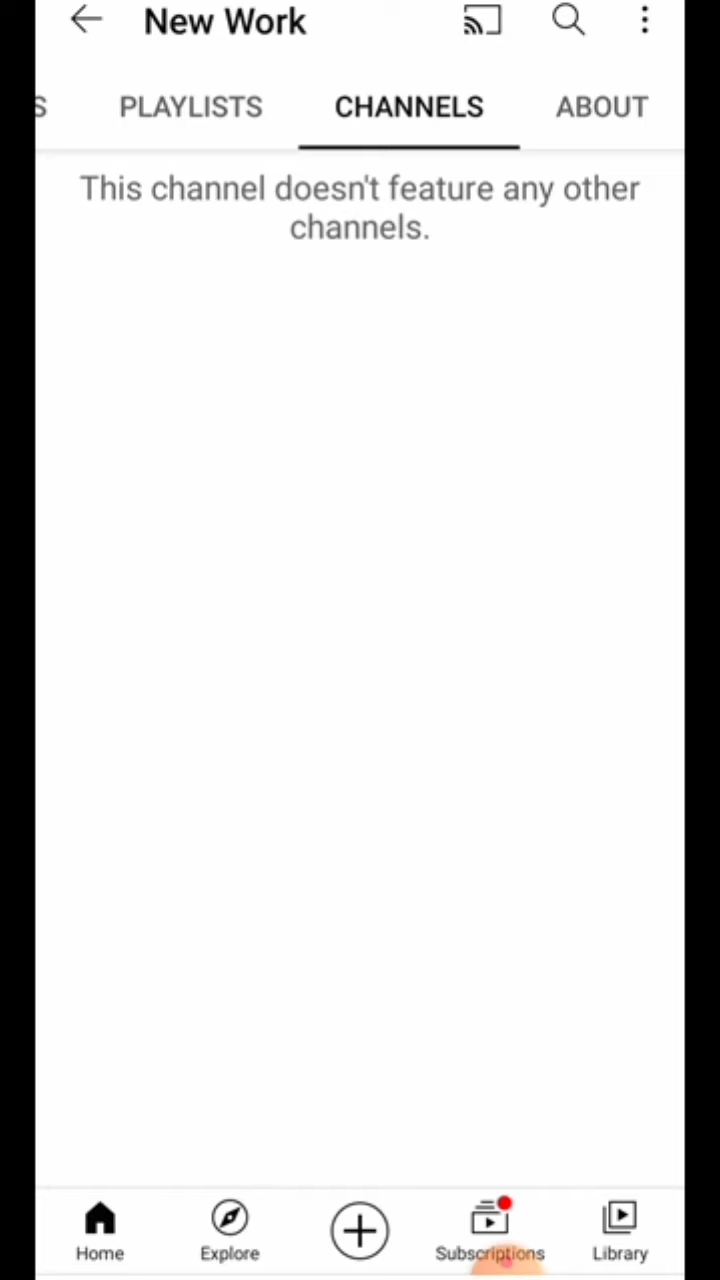 New Work
S PLAYLISTS CHANNELS ABOUT
This channel doesn't feature any other
channels.
Home Explore Subscriptions Library